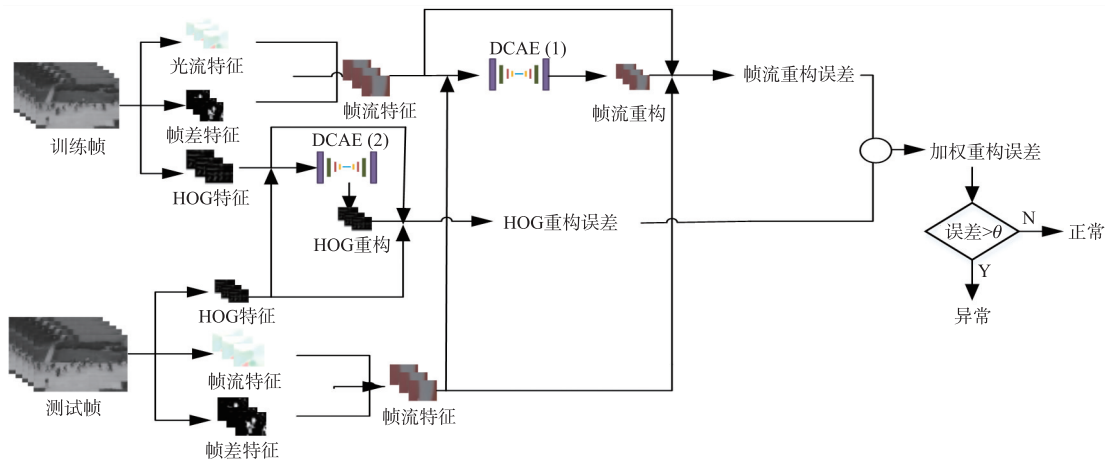 光流特征
训练帧
帧差特征
HOG特征
帧流特征
DCAE (1)
帧流重构
帧流重构误差
DCAE (2)
HOG重构
HOG重构误差
加权重构误差
误差>θ
N
正常
Y
异常
HOG特征
测试帧
帧流特征
帧差特征
帧流特征